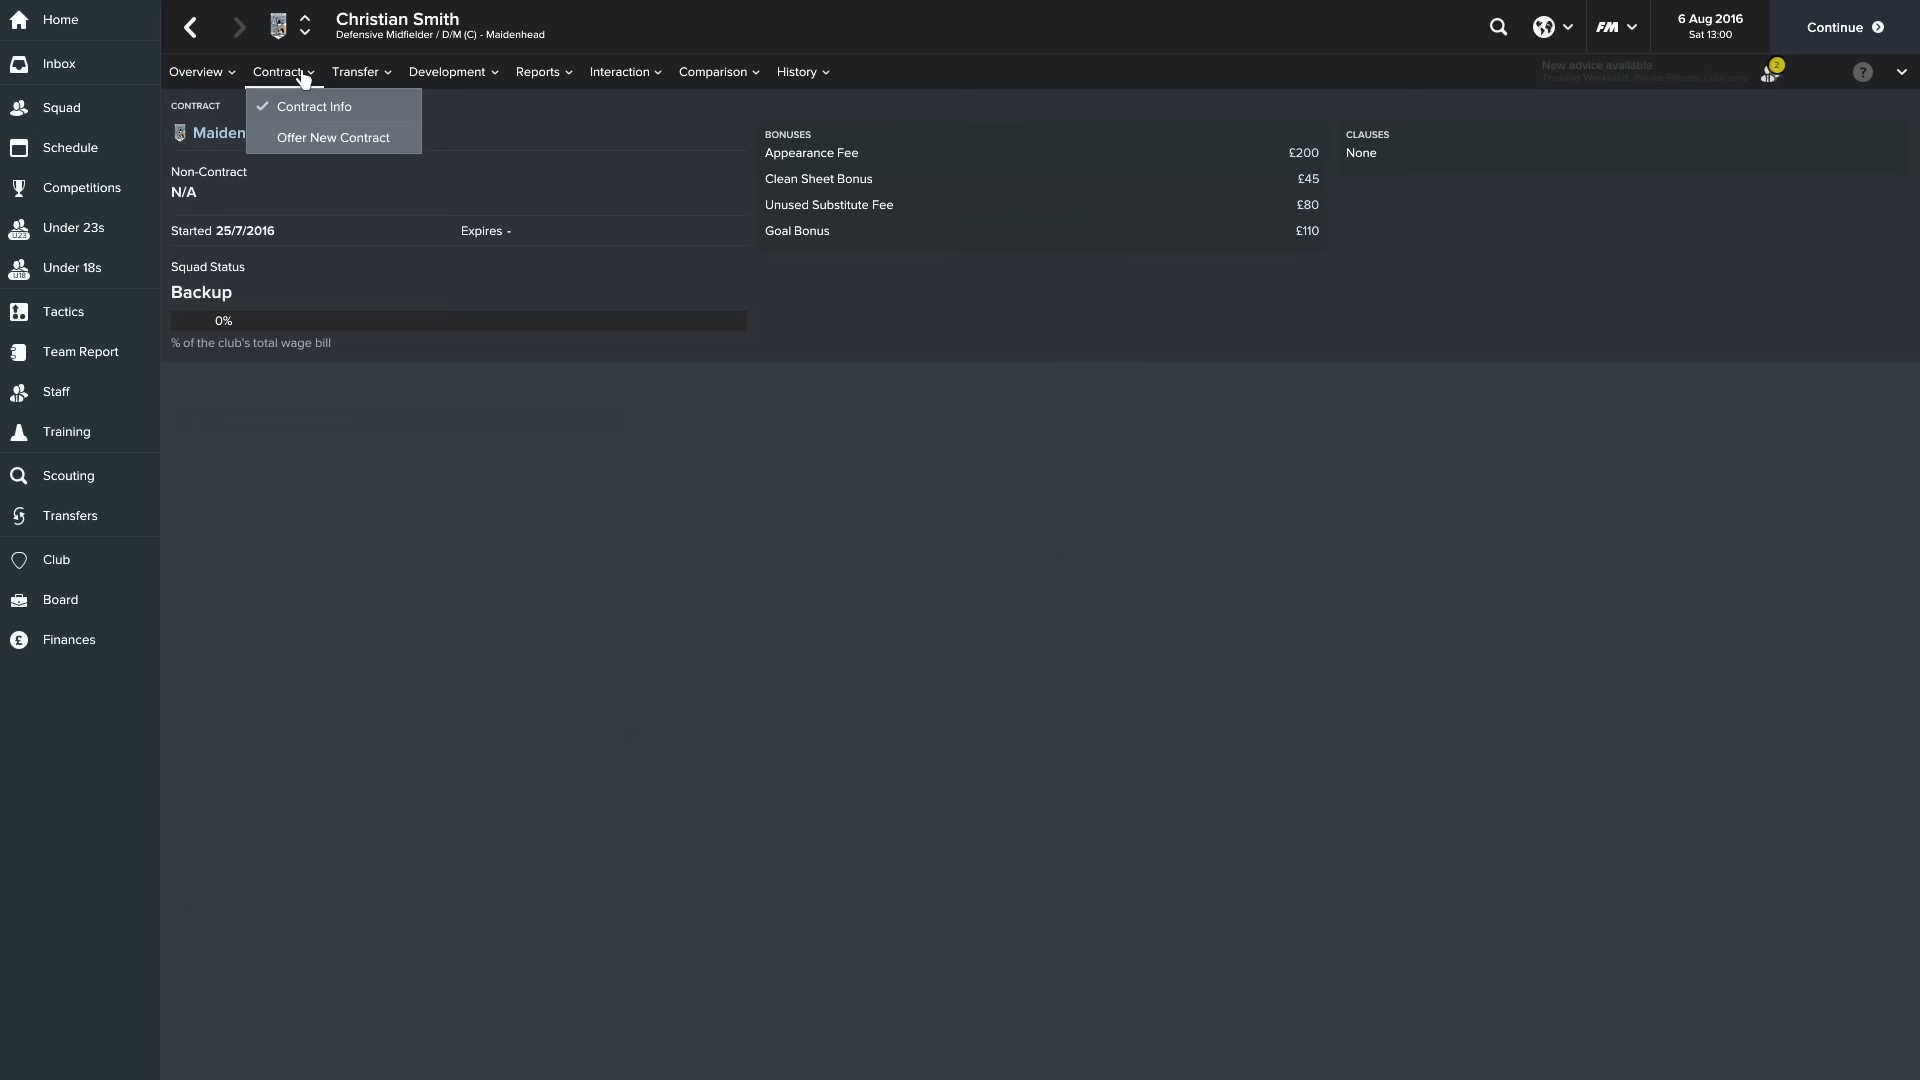 Home
Inbox
Squad
Schedule
Competitions
Under 23s
Under 18s
Tactics
Team Report
Staff
Training
Scouting
Transfers
Club
Board
Finances
Christian Smith
Defensive Midfielder / D/M (C) - Maidenhead
FM
6 Aug 2016
Sat 13:00
Continue
Overview
Contract
Transfer
Development
Reports
Interaction
Comparison
History
New advice available
2
?
Contract Info
Offer New Contract
CONTRACT
Maiden
Non-Contract
N/A
Started 25/7/2016
Expires -
Squad Status
Backup
0%
% of the club's total wage bill
BONUSES
Appearance Fee £200
Clean Sheet Bonus £45
Unused Substitute Fee £80
Goal Bonus £110
CLAUSES
None